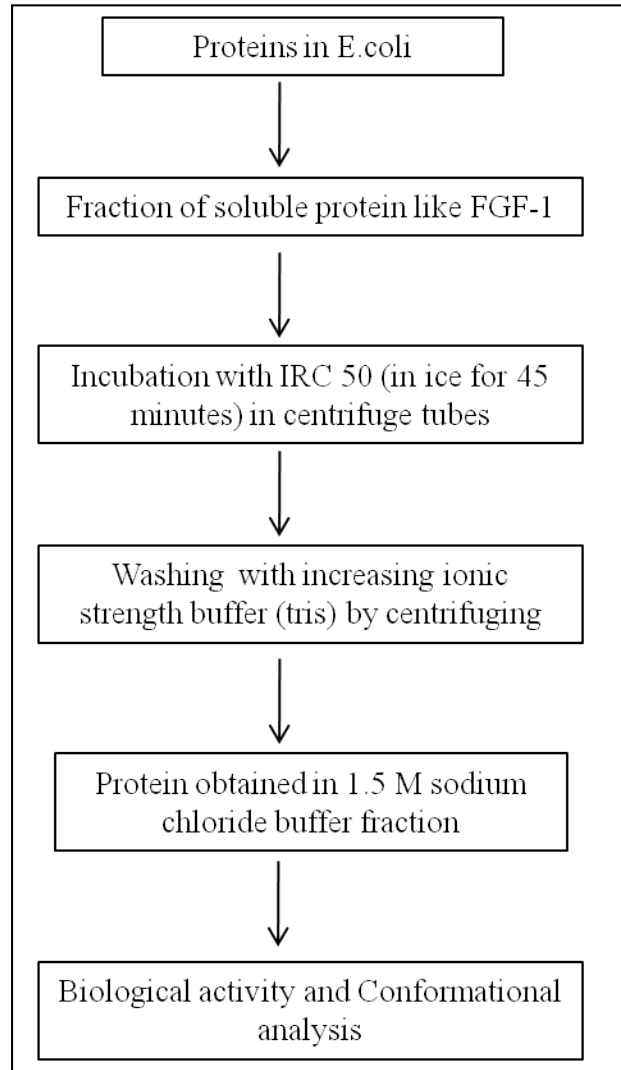 Proteins in E.coli
Fraction of soluble protein like FGF-1
Incubation with IRC 50 (in ice for 45
minutes) in centrifuge tubes
Washing with increasing ionic
strength buffer (tris) by centrifuging
Protein obtained in 1.5 M sodium
chloride buffer fraction
Biological activity and Conformational
analysis